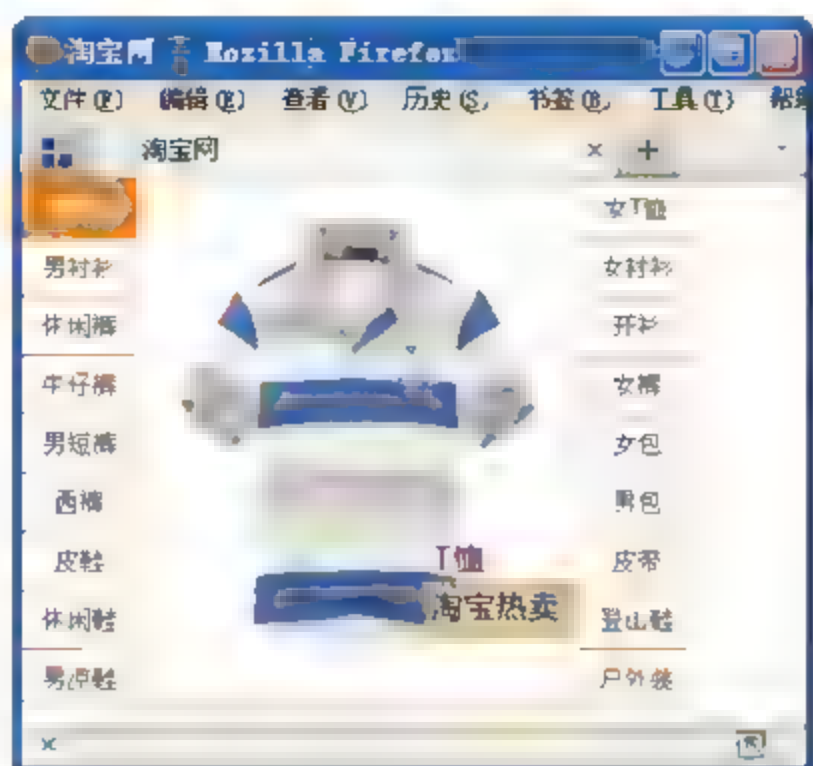 淘宝网 Mozilla Firefox
文件(F) 编辑(E) 查看(V) 历史(S) 书签(B) 工具(T)
淘宝网 × +
女T恤
男衬衫 女衬衫
休闲裤 开衫
牛仔裤 女裤
男短裤 女包
西裤 男包
T恤
皮鞋 皮带
淘宝热卖
休闲鞋 登山鞋
男凉鞋 户外装
×